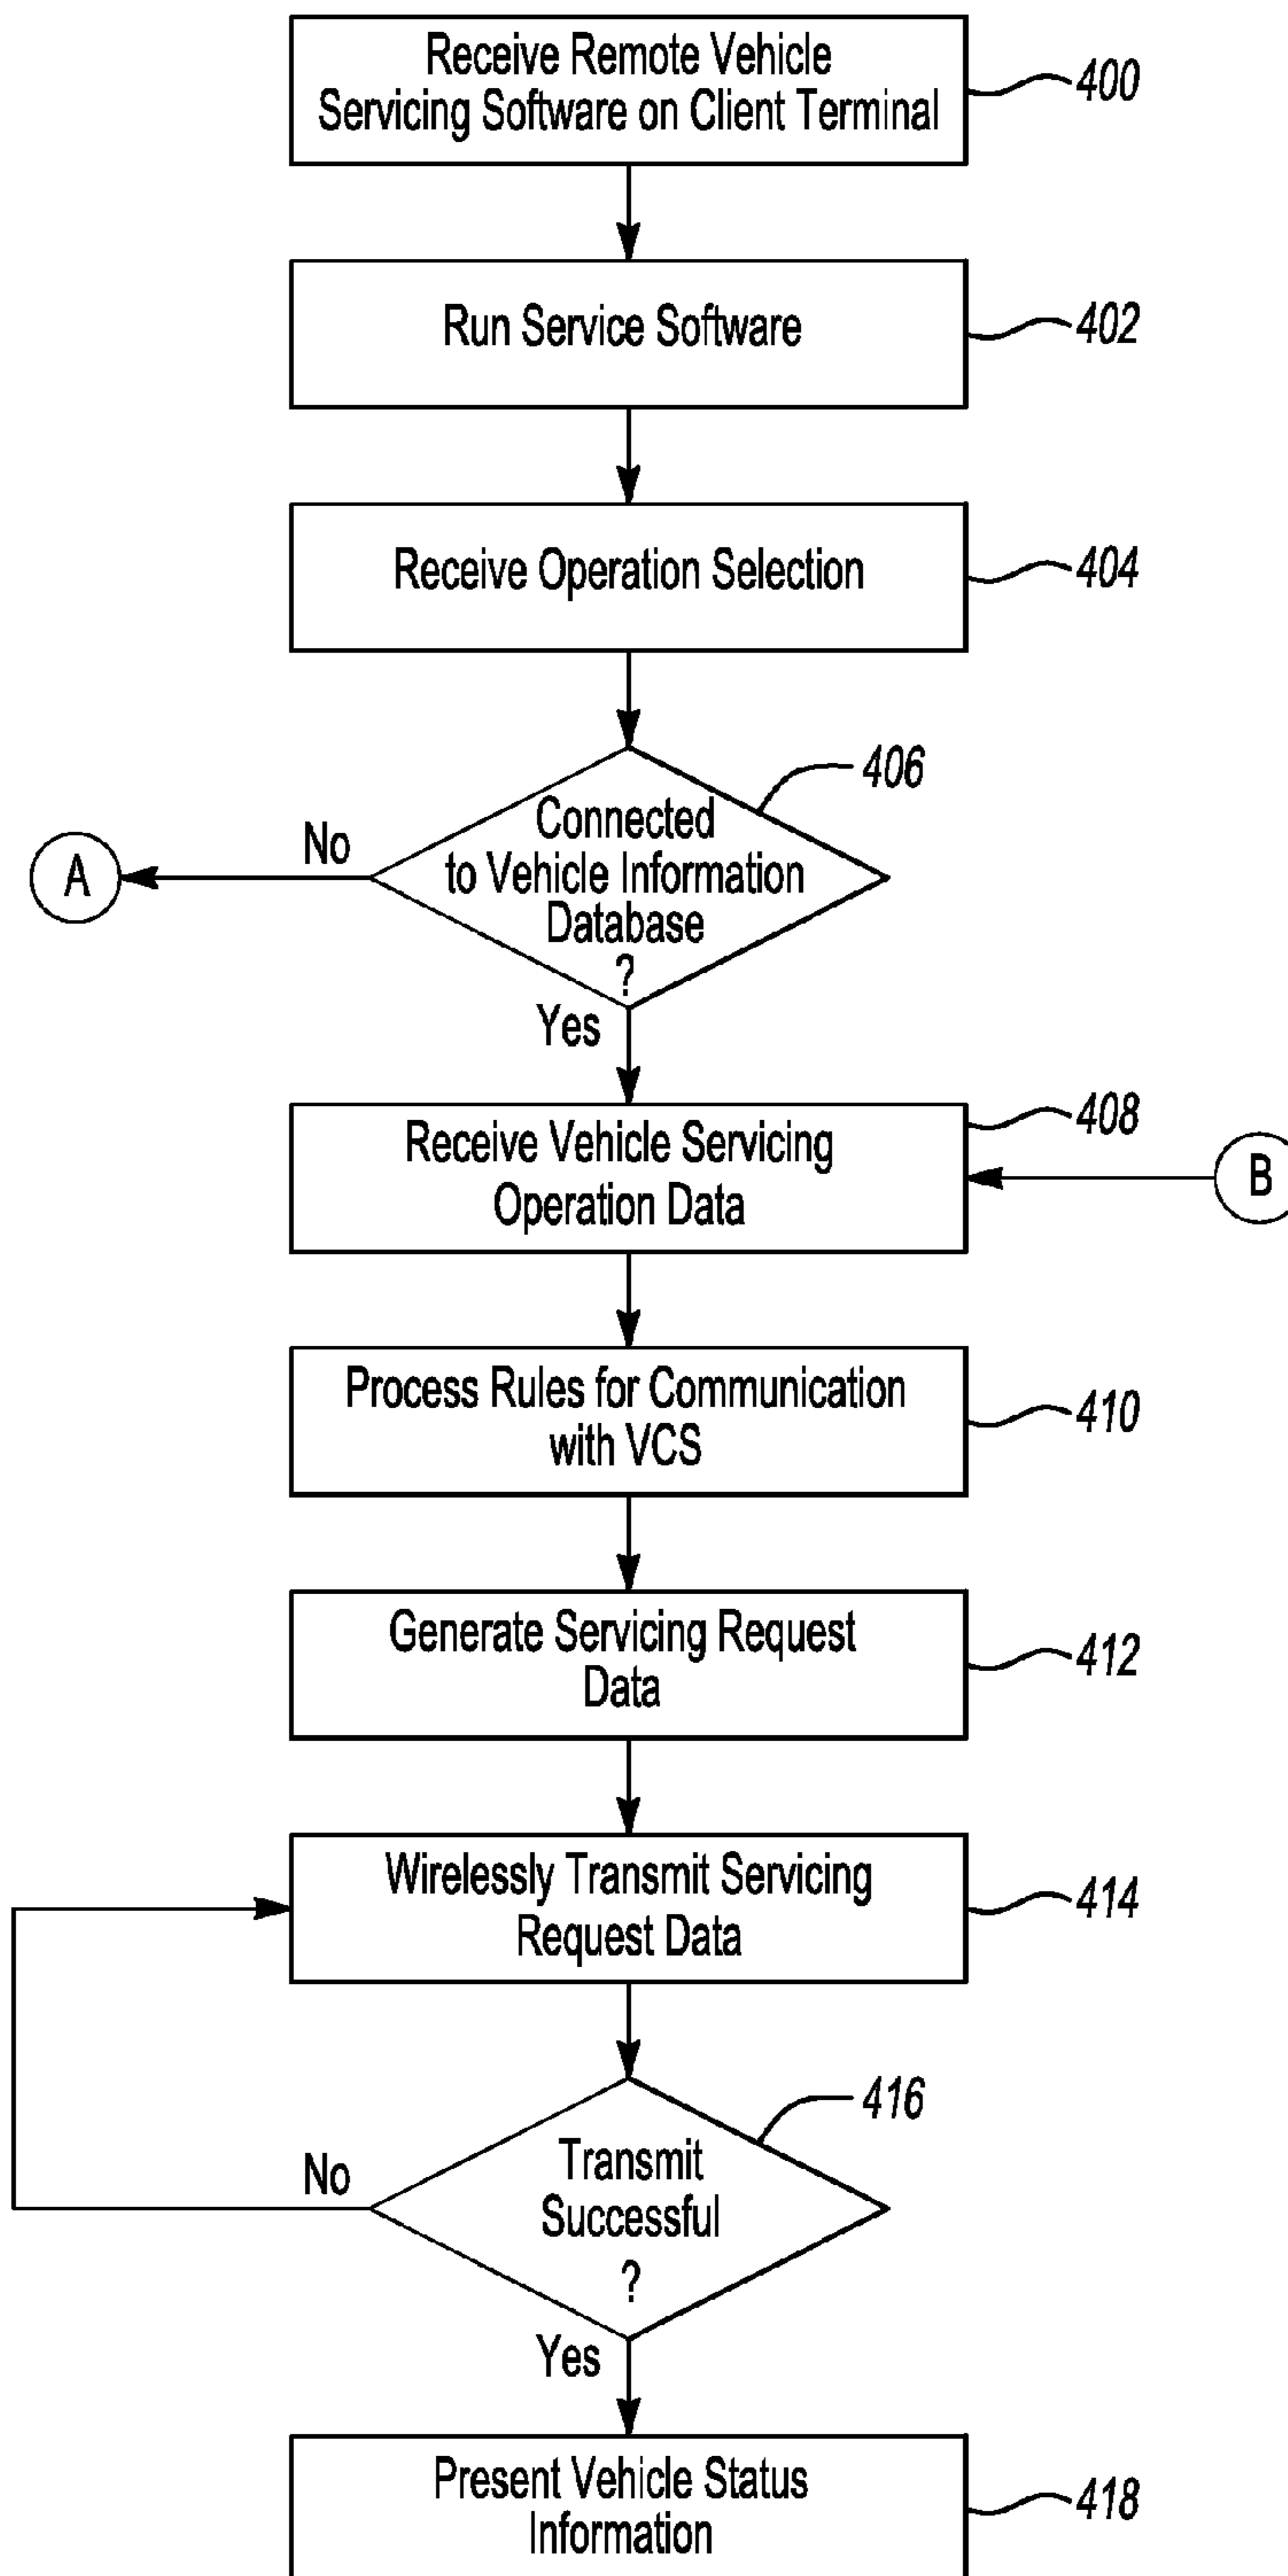 Receive Remote Vehicle
Servicing Software on Client Terminal
400
Run Service Software
402
Receive Operation Selection
404
406
Connected
to Vehicle Information
Database
?
No
A
Yes
408
Receive Vehicle Servicing
Operation Data
B
Process Rules for Communication
with VCS
410
Generate Servicing Request
Data
412
Wirelessly Transmit Servicing
Request Data
414
416
Transmit
Successful
?
No
Yes
Present Vehicle Status
Information
418